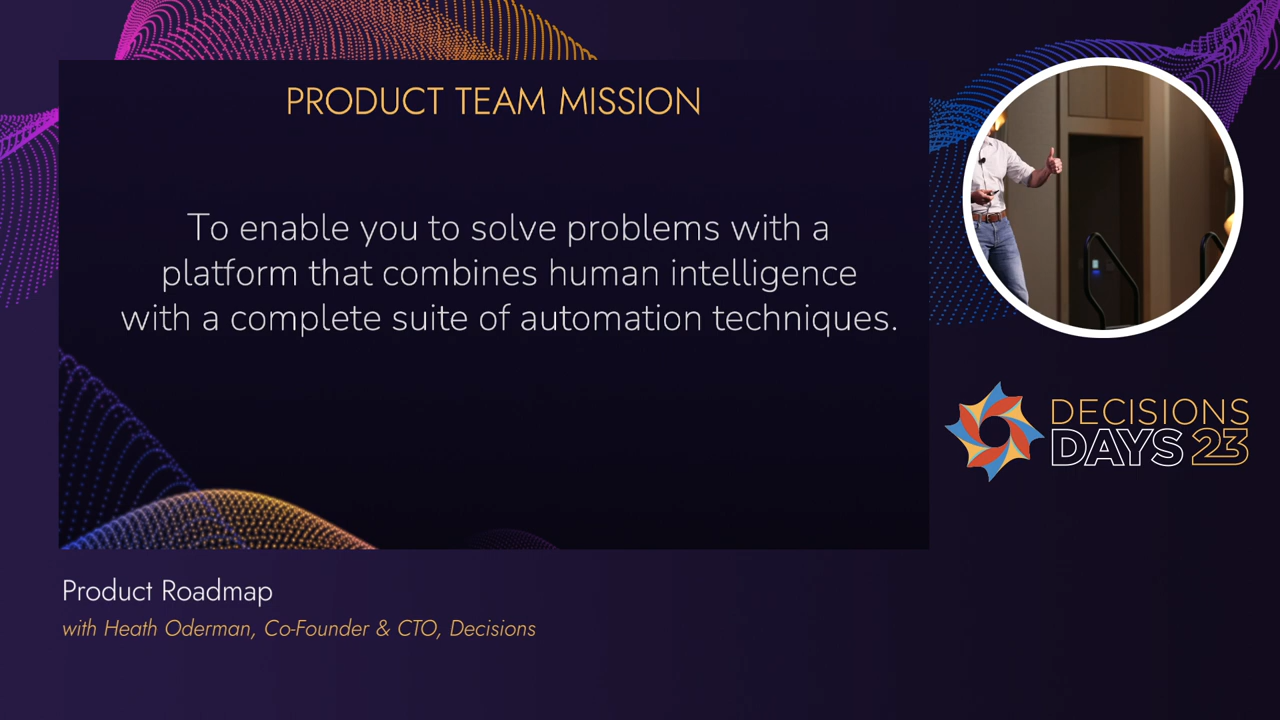 PRODUCT TEAM MISSION
To enable you to solve problems with a
platform that combines human intelligence
with a complete suite of automation techniques.
DECISIONS
DAYS 23
Product Roadmap
with Heath Oderman, Co-Founder & CTO, Decisions